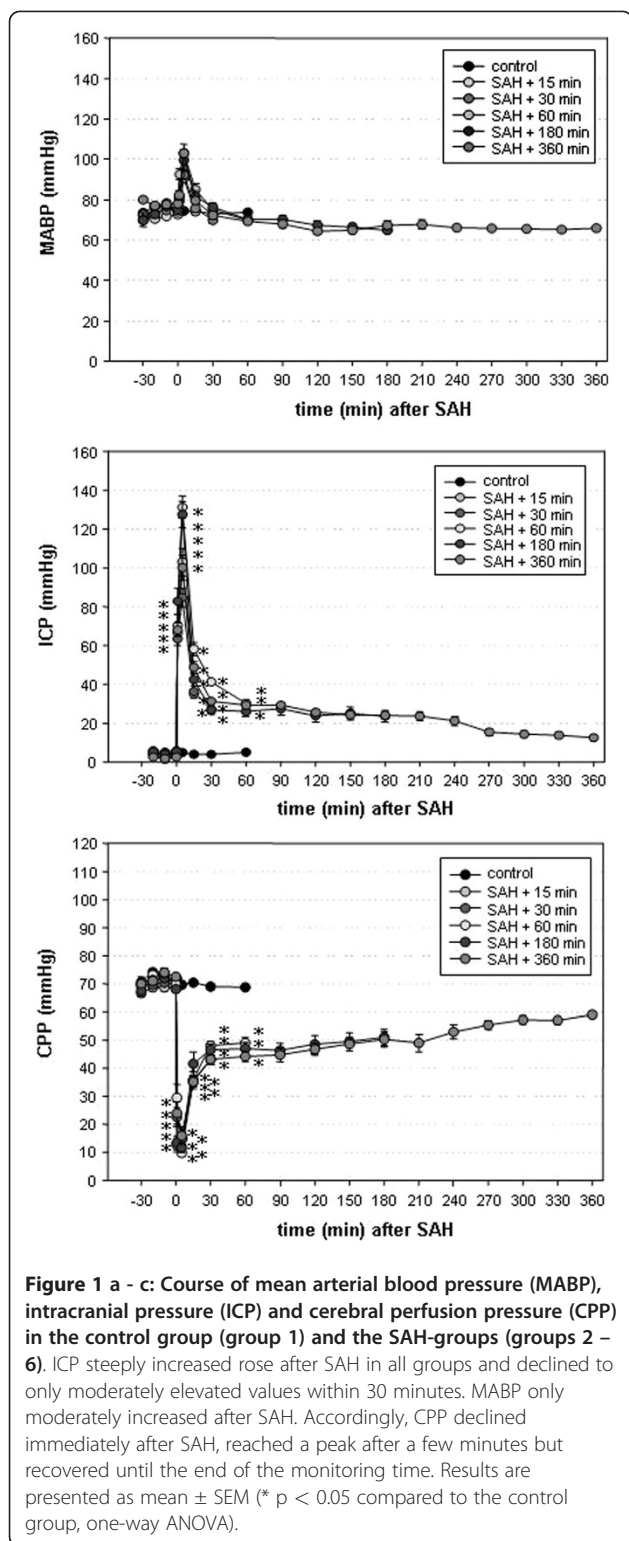 160
140
120
100
80
60
40
20
0
MABP (mmHg)
control
SAH + 15 min
SAH + 30 min
SAH + 60 min
SAH + 180 min
SAH + 360 min
-30 0 30 60 90 120 150 180 210 240 270 300 330 360
time (min) after SAH
160
140
120
100
80
60
40
20
0
ICP (mmHg)
control
SAH + 15 min
SAH + 30 min
SAH + 60 min
SAH + 180 min
SAH + 360 min
-30 0 30 60 90 120 150 180 210 240 270 300 330 360
time (min) after SAH
120
110
100
90
80
70
60
50
40
30
20
10
0
CPP (mmHg)
control
SAH + 15 min
SAH + 30 min
SAH + 60 min
SAH + 180 min
SAH + 360 min
-30 0 30 60 90 120 150 180 210 240 270 300 330 360
time (min) after SAH
Figure 1 a - c: Course of mean arterial blood pressure (MABP),
intracranial pressure (ICP) and cerebral perfusion pressure (CPP)
in the control group (group 1) and the SAH-groups (groups 2 –
6). ICP steeply increased rose after SAH in all groups and declined to
only moderately elevated values within 30 minutes. MABP only
moderately increased after SAH. Accordingly, CPP declined
immediately after SAH, reached a peak after a few minutes but
recovered until the end of the monitoring time. Results are
presented as mean ± SEM (* p < 0.05 compared to the control
group, one-way ANOVA).